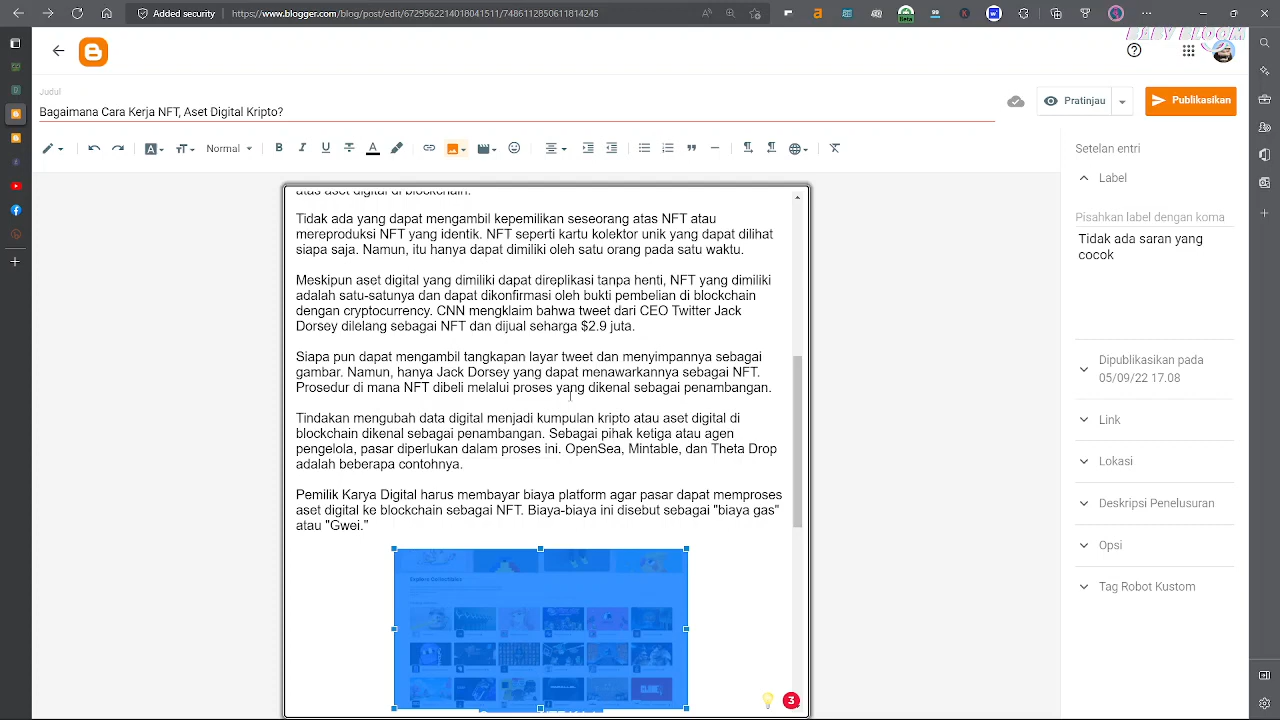 Added secured
https://www.blogger.com/blog/post/edit/6729562214018041511/7486112850611814245
Beta
Judul
Bagaimana Cara Kerja NFT, Aset Digital Kripto?
Pratinjau
Publikasikan
Normal
Setelan entri
Label
Pisahkan label dengan koma
Tidak ada saran yang
cocok
Dipublikasikan pada
05/09/22 17.08
Link
Lokasi
Deskripsi Penelusuran
Opsi
Tag Robot Kustom
atas aset digital di blockchain.
Tidak ada yang dapat mengambil kepemilikan seseorang atas NFT atau
mereproduksi NFT yang identik. NFT seperti kartu kolektor unik yang dapat dilihat
siapa saja. Namun, itu hanya dapat dimiliki oleh satu orang pada satu waktu.
Meskipun aset digital yang dimiliki dapat direplikasi tanpa henti, NFT yang dimiliki
adalah satu-satunya dan dapat dikonfirmasi oleh bukti pembelian di blockchain
dengan cryptocurrency. CNN mengklaim bahwa tweet dari CEO Twitter Jack
Dorsey dilelang sebagai NFT dan dijual seharga $2.9 juta.
Siapa pun dapat mengambil tangkapan layar tweet dan menyimpannya sebagai
gambar. Namun, hanya Jack Dorsey yang dapat menawarkannya sebagai NFT.
Prosedur di mana NFT dibeli melalui proses yang dikenal sebagai penambangan.
Tindakan mengubah data digital menjadi kumpulan kripto atau aset digital di
blockchain dikenal sebagai penambangan. Sebagai pihak ketiga atau agen
pengelola, pasar diperlukan dalam proses ini. OpenSea, Mintable, dan Theta Drop
adalah beberapa contohnya.
Pemilik Karya Digital harus membayar biaya platform agar pasar dapat memproses
aset digital ke blockchain sebagai NFT. Biaya-biaya ini disebut sebagai "biaya gas"
atau "Gwei."
Explore Collectibles
3